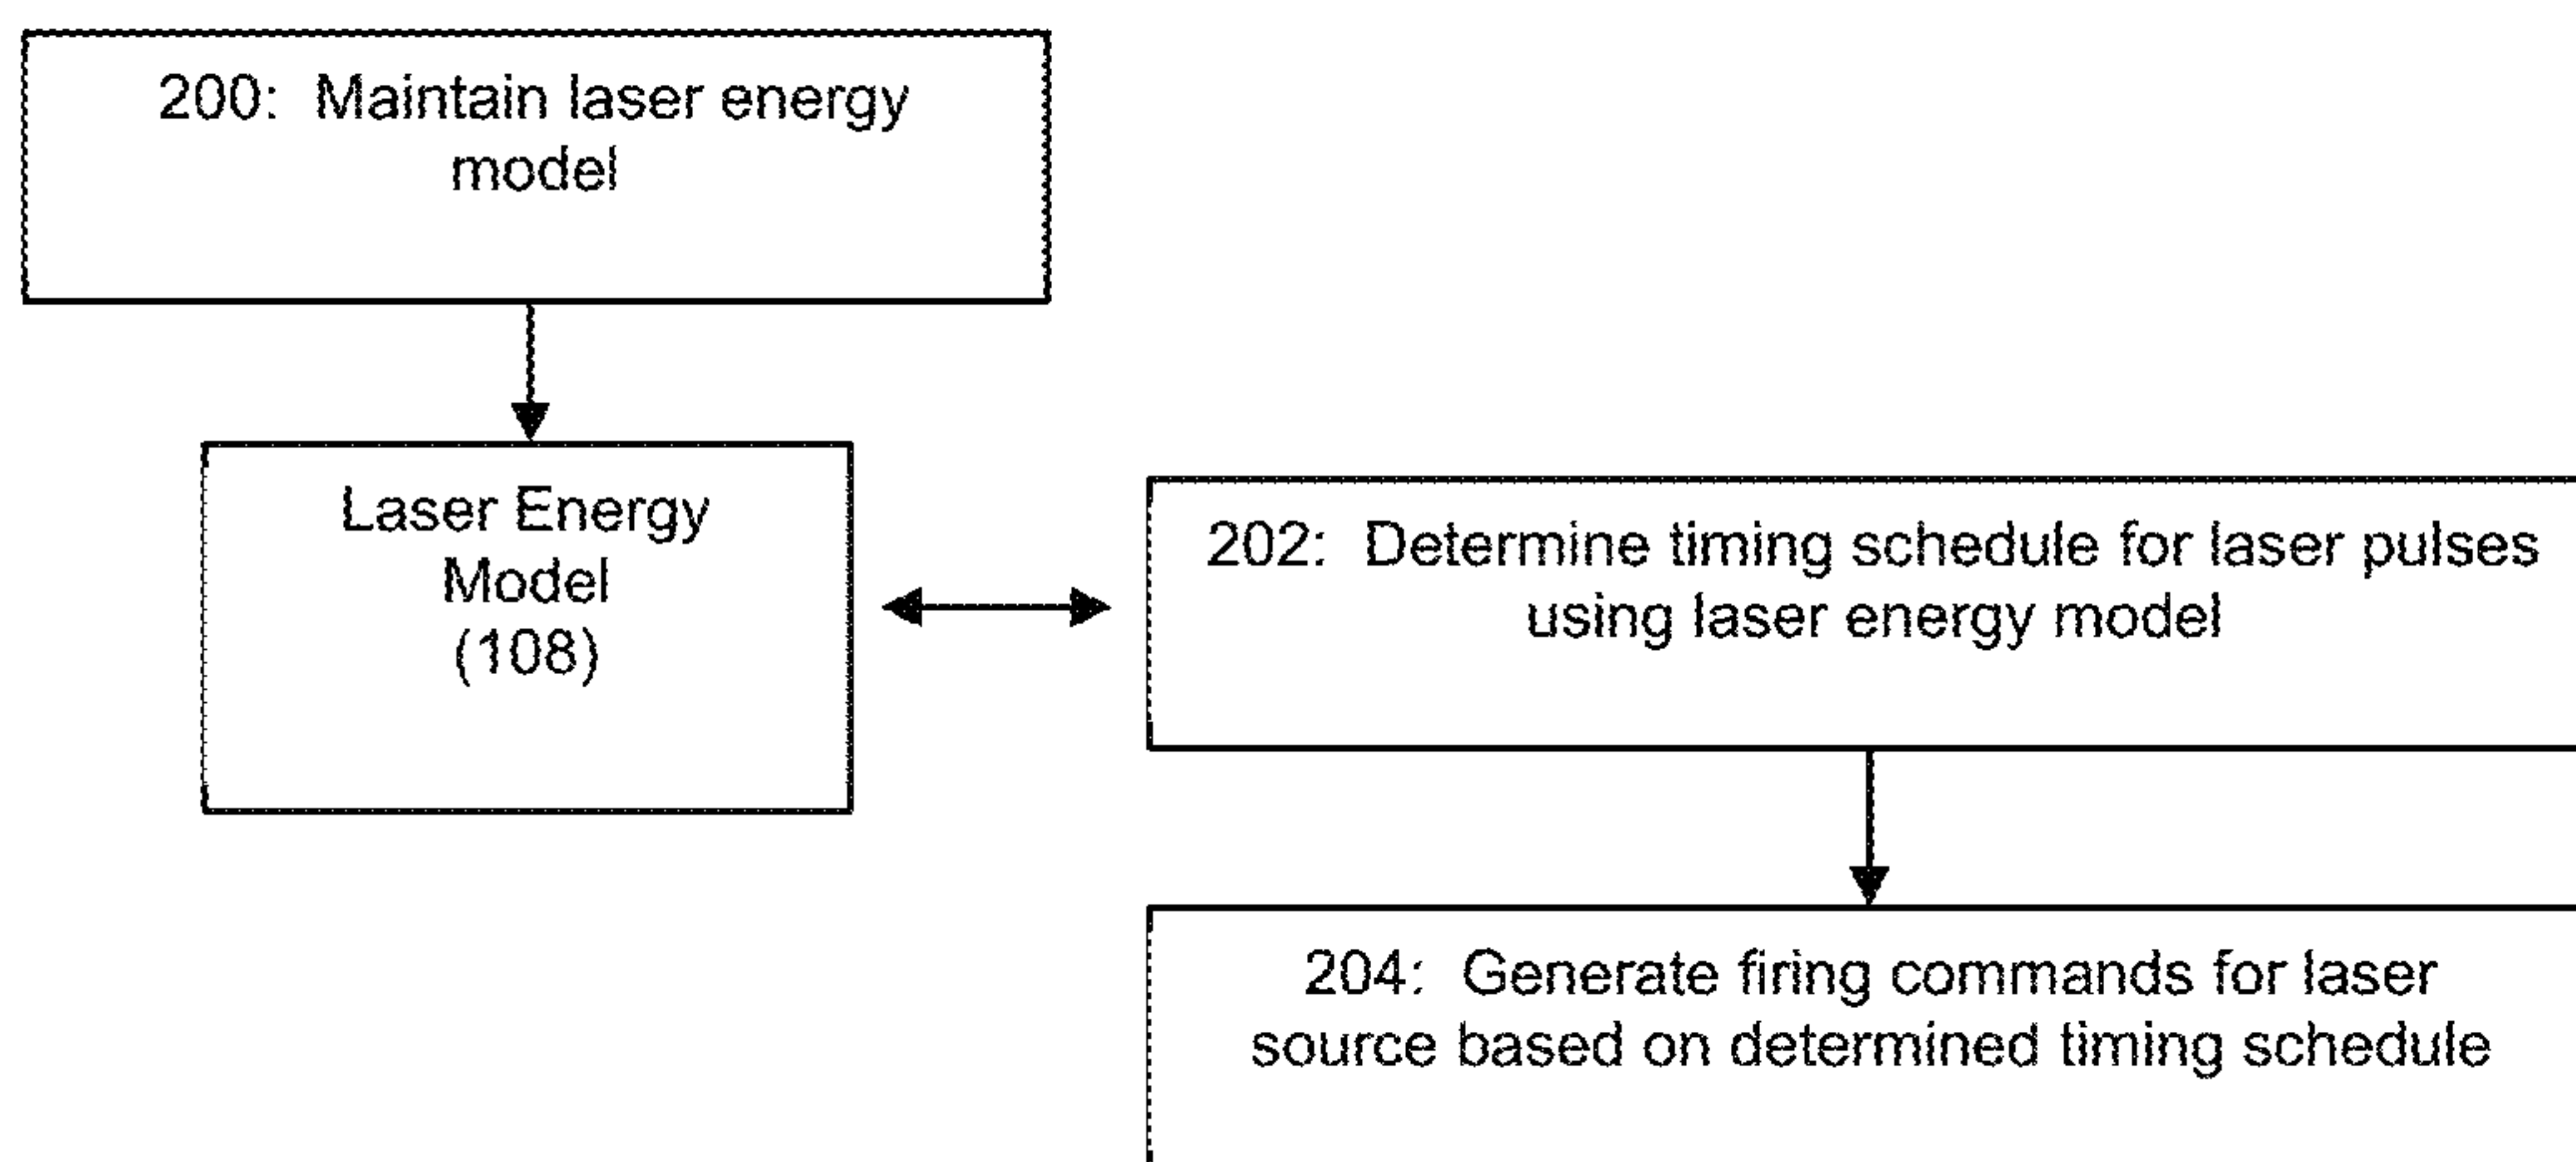 200: Maintain laser energy
model
Laser Energy
Model
(108)
202: Determine timing schedule for laser pulses
using laser energy model
204: Generate firing commands for laser
source based on determined timing schedule